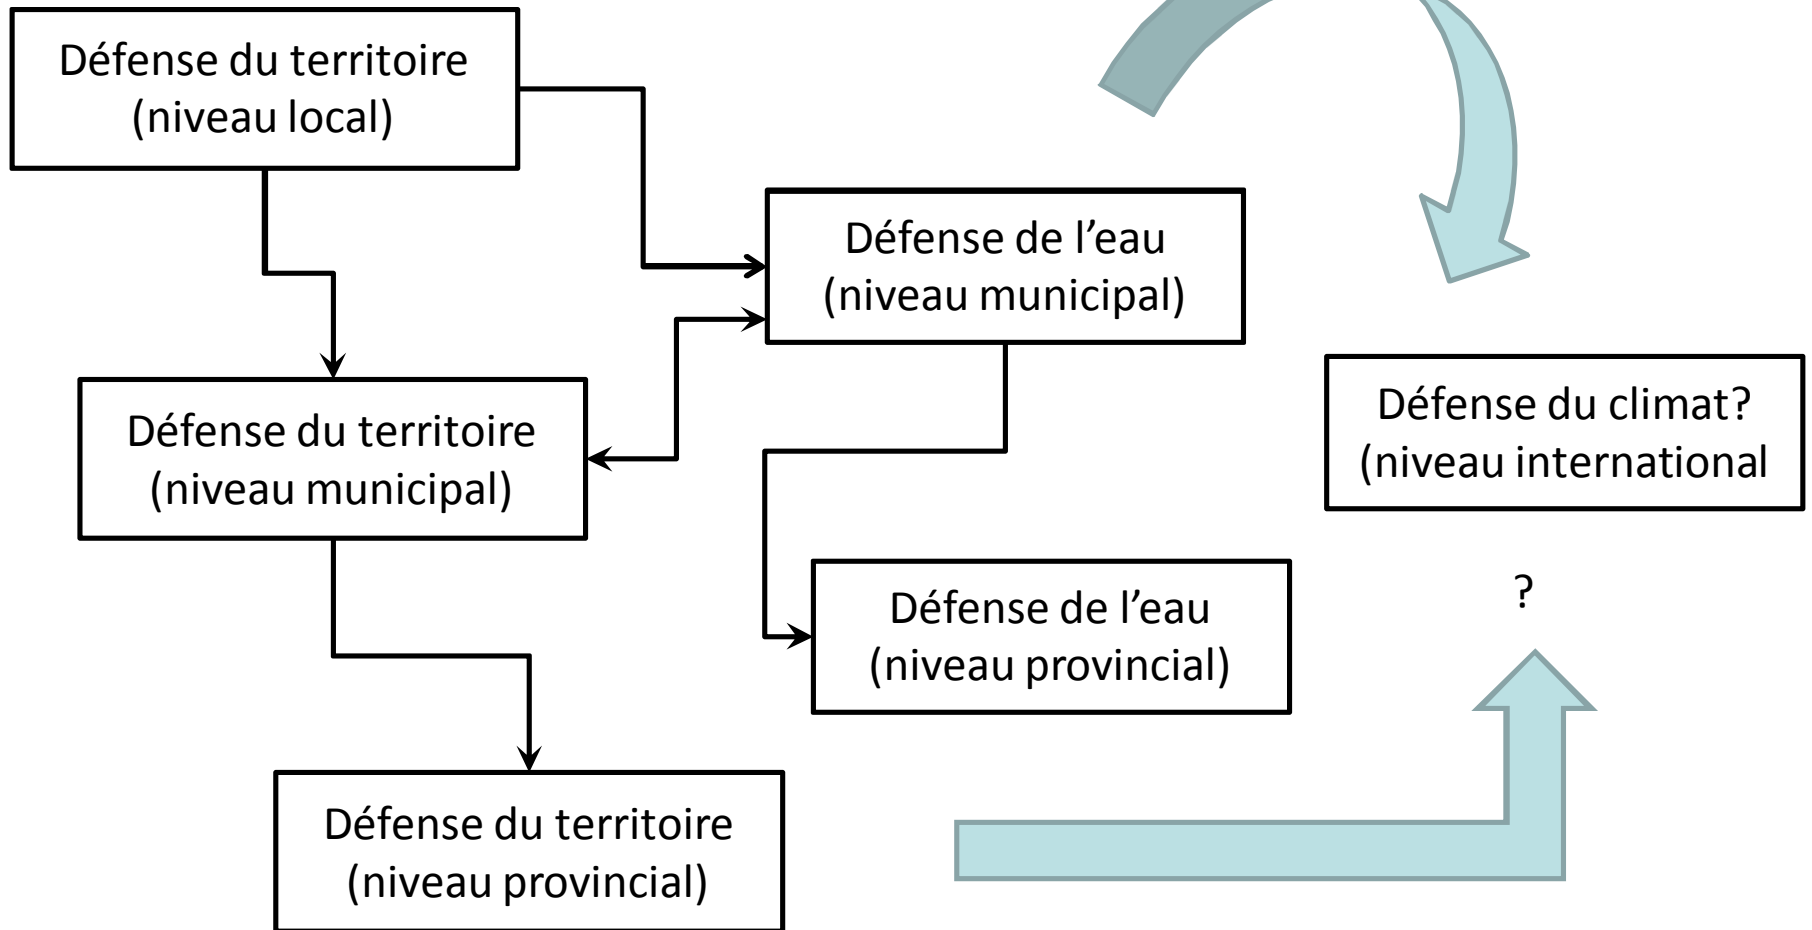 Défense du territoire
(niveau local)
Défense de l’eau
(niveau municipal)
Défense du climat?
(niveau international
Défense du territoire
(niveau municipal)
Défense de l’eau
(niveau provincial)
?
Défense du territoire
(niveau provincial)